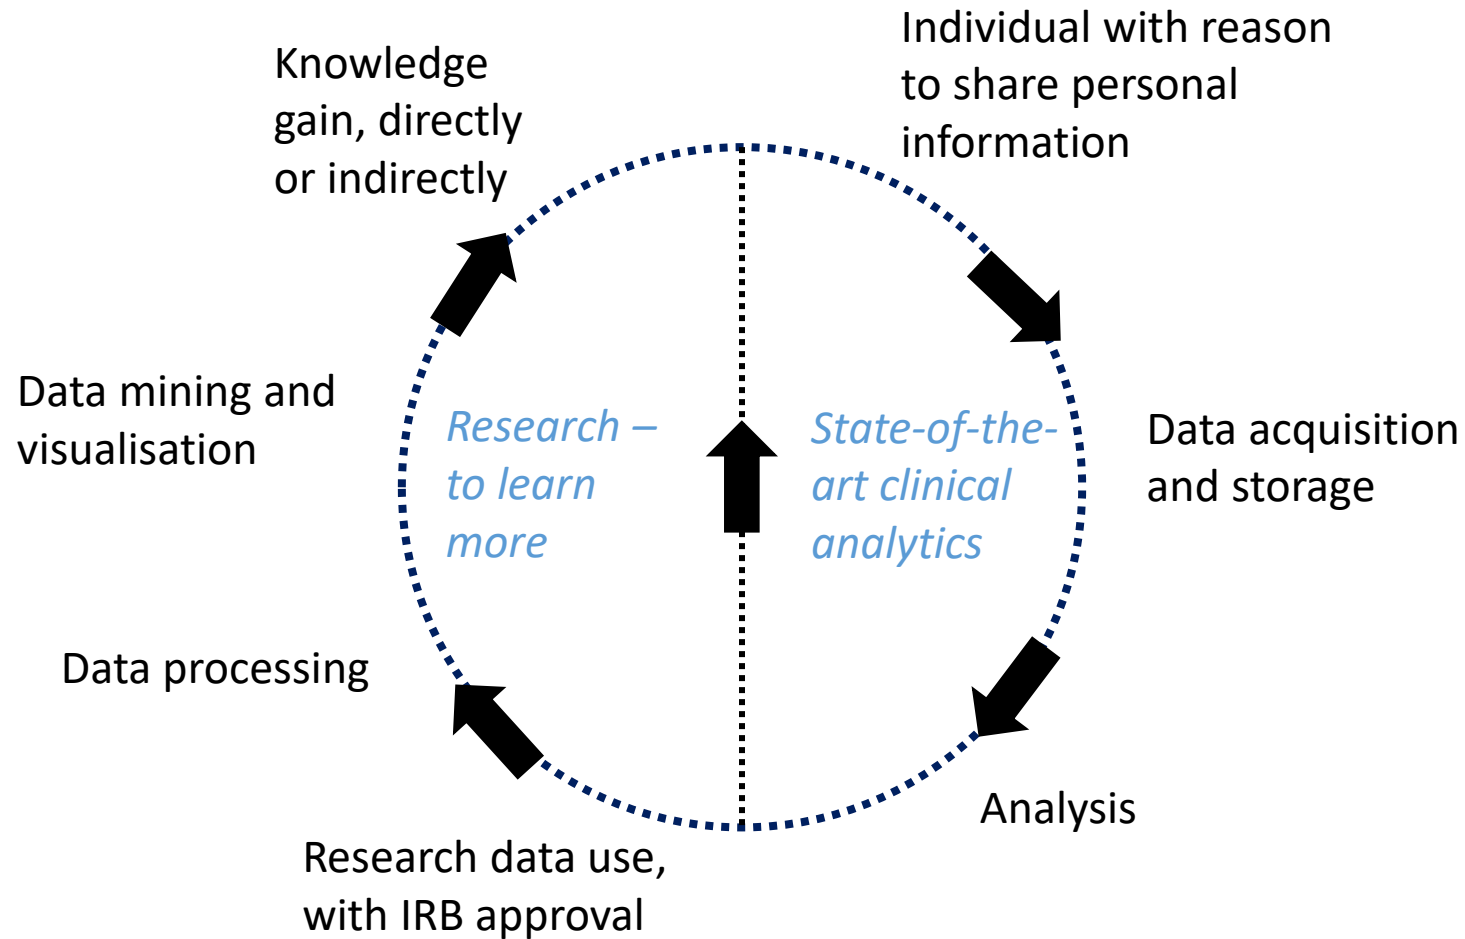 Individual with reason
to share personal
information
Data acquisition
and storage
Analysis
Research data use,
with IRB approval
Data processing
Data mining and
visualisation
Knowledge
gain, directly
or indirectly
Research –
to learn
more
State-of-the-
art clinical
analytics